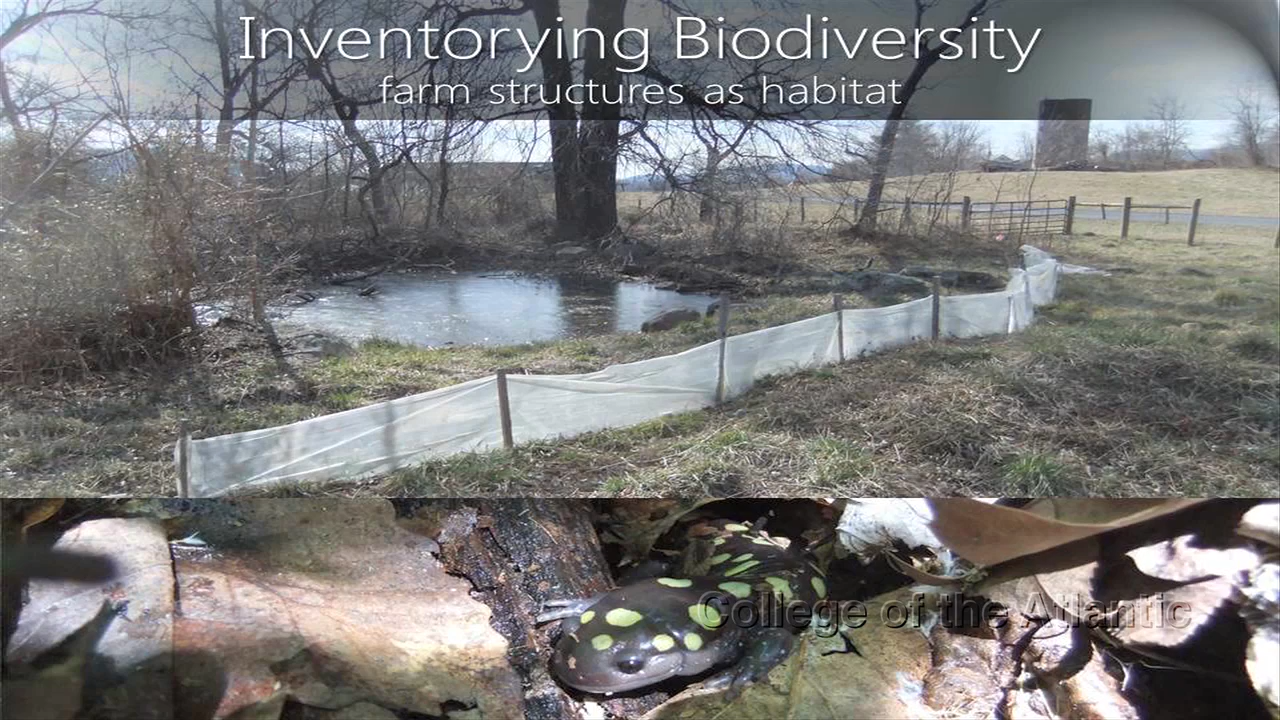 Inventorying Biodiversity
farm structures as habitat
College of the Atlantic